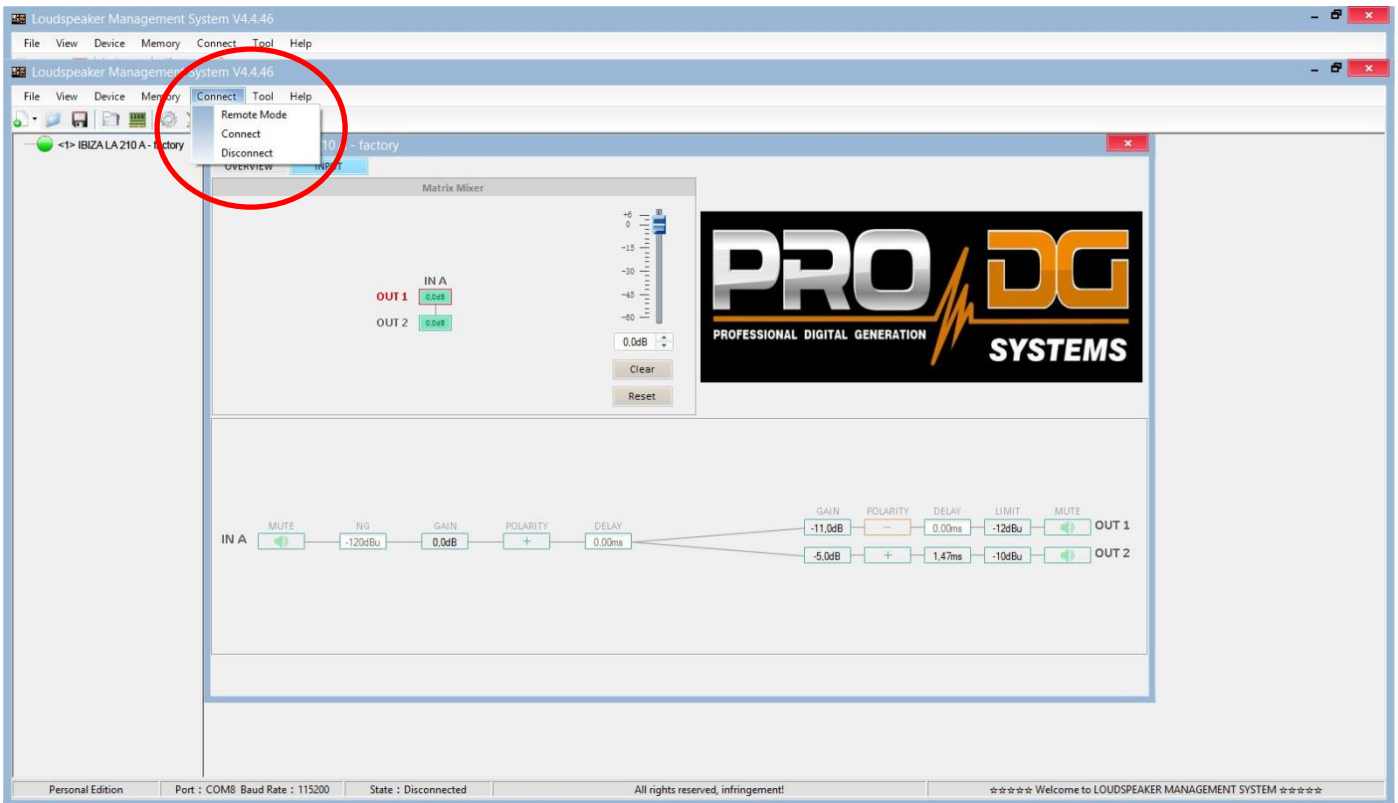 Loudspeaker Management System V4.4.46
File View Device Memory Connect Tool Help
Loudspeaker Management System V4.4.46
File View Device Memory Connect Tool Help
Remote Mode
Connect
Disconnect
<1> IBIZA LA 210 A - factory
10 - factory
OVERVIEW INPUT
Matrix Mixer
+6
0
-15
-30
-45
-60
IN A
OUT 1 0,0dB
OUT 2 0,0dB
0,0dB
Clear
Reset
PRO DG
PROFESSIONAL DIGITAL GENERATION
SYSTEMS
GAIN POLARITY DELAY LIMIT MUTE
-11,0dB − 0,00ms -12dBu OUT 1
MUTE NG GAIN POLARITY DELAY
IN A -120dBu 0,0dB + 0,00ms
-5,0dB + 1,47ms -10dBu OUT 2
Personal Edition Port : COM8 Baud Rate : 115200 State : Disconnected All rights reserved, infringement! ☆☆☆☆☆ Welcome to LOUDSPEAKER MANAGEMENT SYSTEM ☆☆☆☆☆